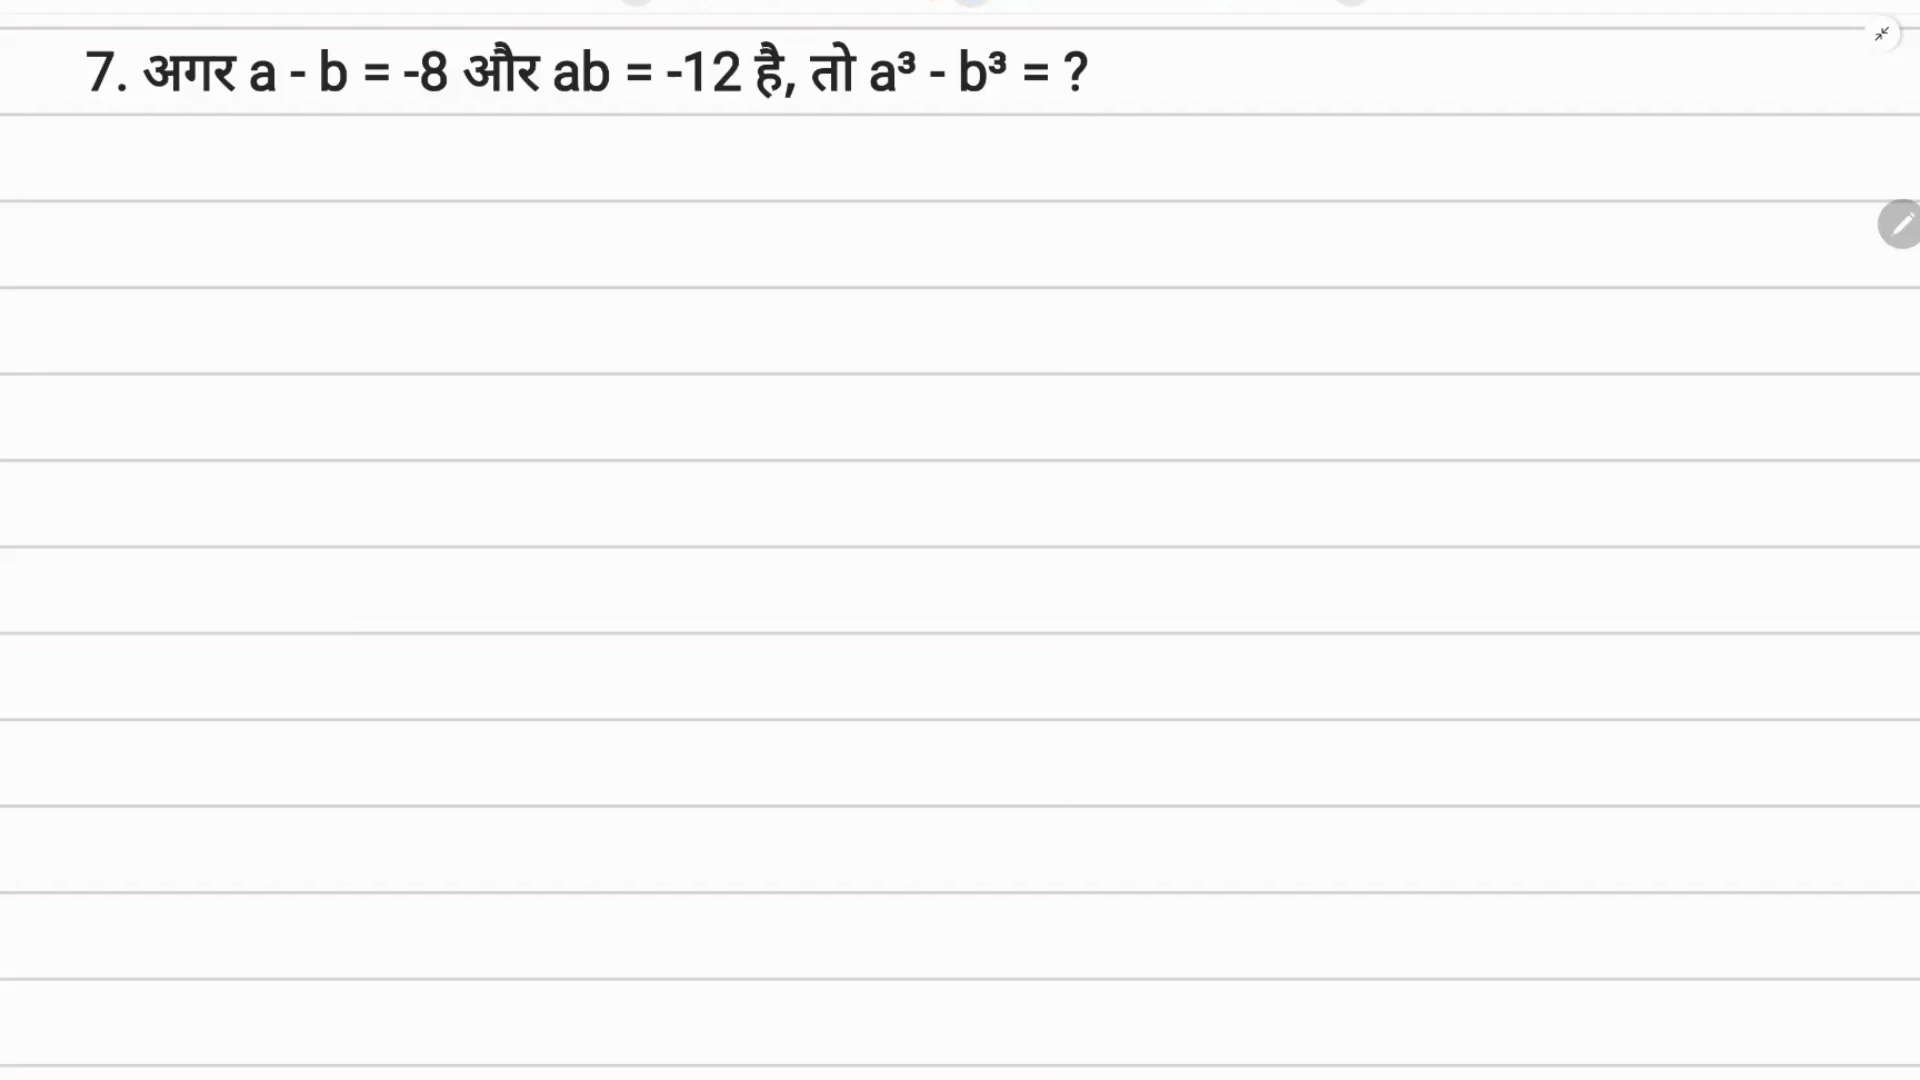 7. अगर a - b = -8 और ab = -12 है, तो a³ - b³ = ?